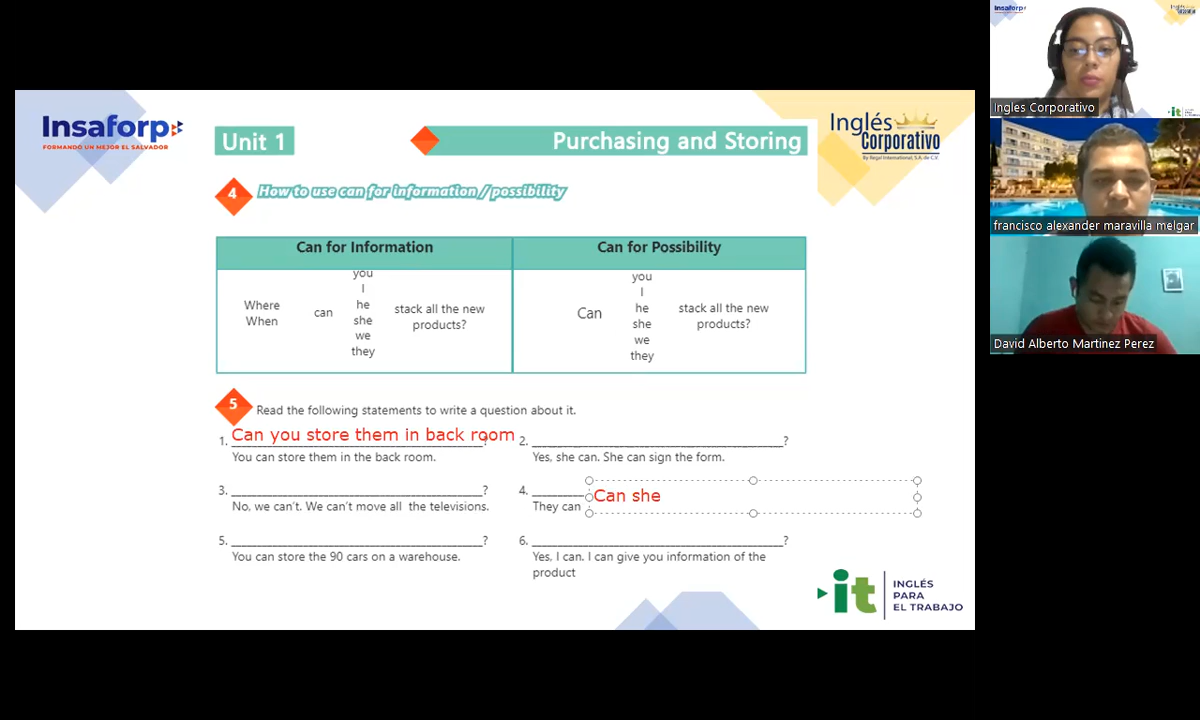 Insaforp
FORMANDO UN MEJOR EL SALVADOR
Unit 1
Purchasing and Storing
Inglés
Corporativo
By Regal International, S.A. de C.V.
4
How to use can for information / possibility
Can for Information
Can for Possibility
Where
When
can
you
I
he
she
we
they
stack all the new
products?
Can
you
I
he
she
we
they
stack all the new
products?
5
Read the following statements to write a question about it.
1. Can you store them in back room ?
You can store them in the back room.
2. ?
Yes, she can. She can sign the form.
3. ?
No, we can't. We can't move all the televisions.
4. Can she
They can
5. ?
You can store the 90 cars on a warehouse.
6. ?
Yes, I can. I can give you information of the
product
it
INGLÉS
PARA
EL TRABAJO
Insaforp
Inglés
it
Ingles Corporativo
francisco alexander maravilla melgar
David Alberto Martinez Perez